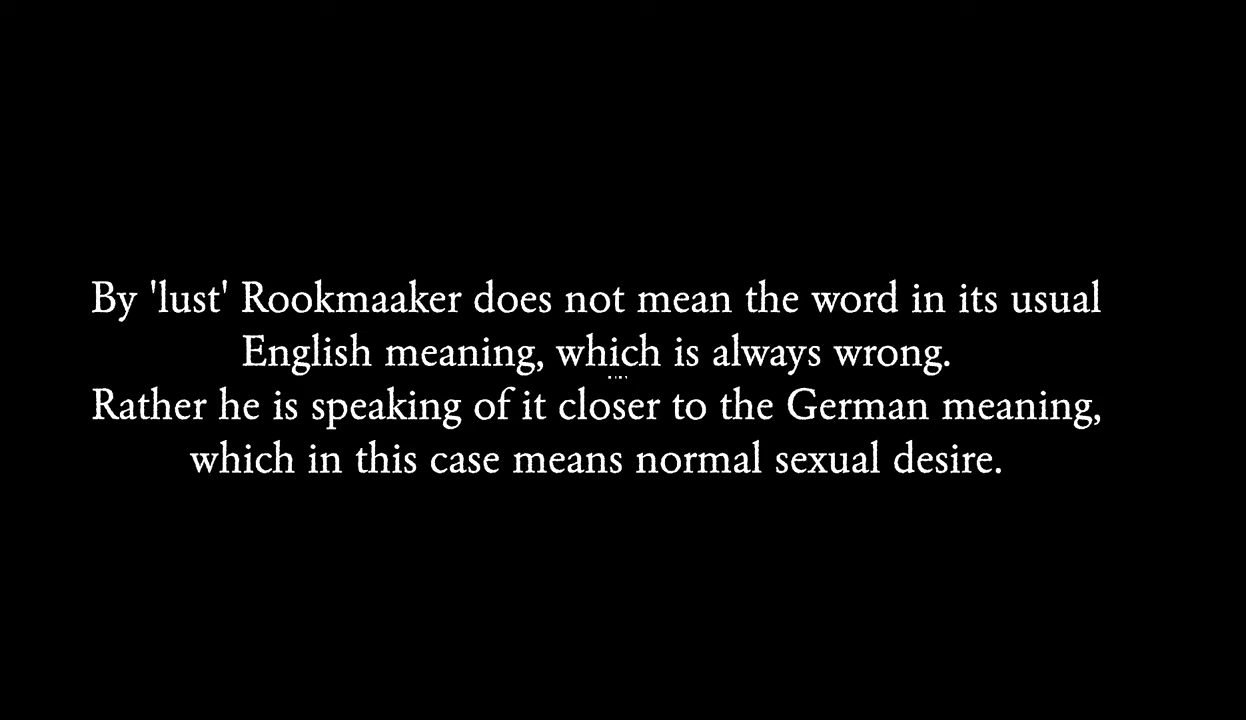 By 'lust' Rookmaaker does not mean the word in its usual
English meaning, which is always wrong.
Rather he is speaking of it closer to the German meaning,
which in this case means normal sexual desire.